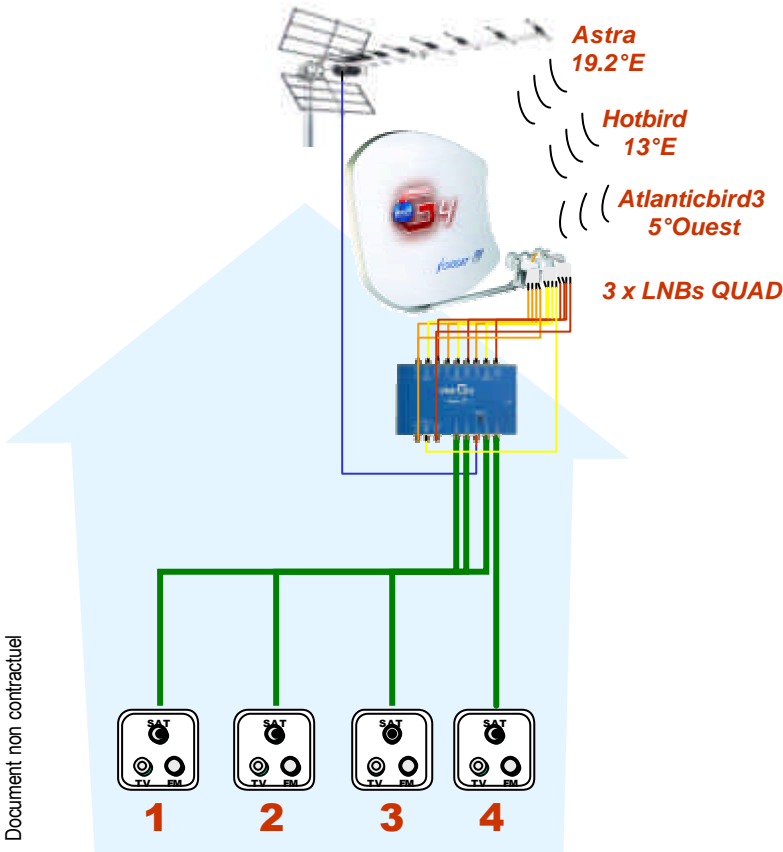 Astra
19.2°E
Hotbird
13°E
Atlanticbird3
5°Ouest
3 x LNBs QUAD
SAT
TV FM
1
SAT
TV FM
2
SAT
TV FM
3
SAT
TV FM
4
Document non contractuel